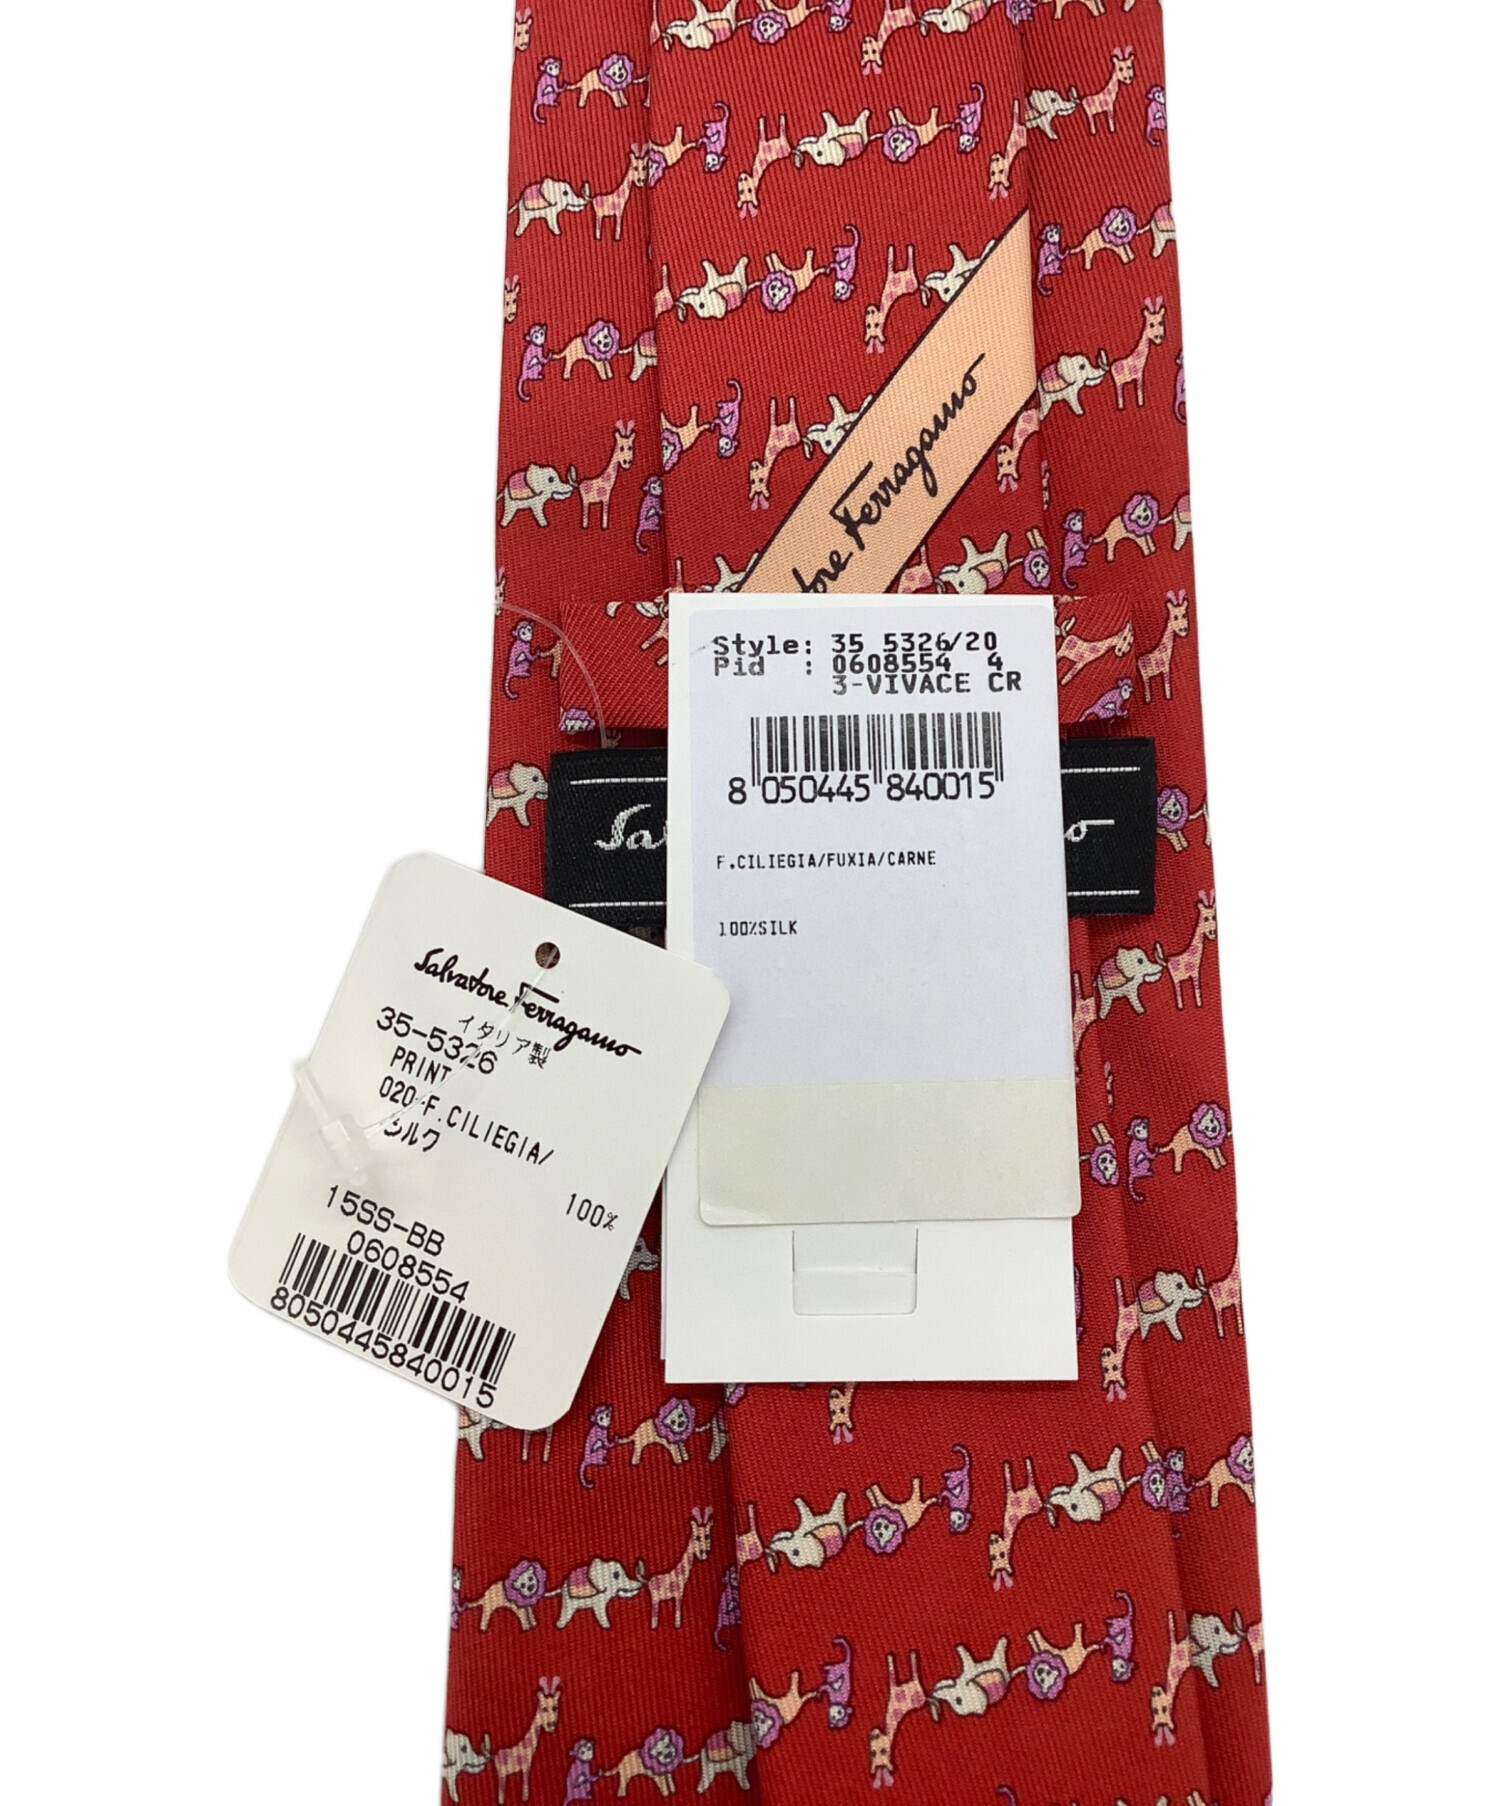 Ferragamo
Style: 35 5326/20
Pid : 0608554 4
3-VIVACE CR
8 050445 840015
F.CILIEGIA/FUXIA/CARNE
100%SILK
Salvatore Ferragamo
イタリア製
35-5326
PRINT
020-F.CILIEGIA/
シルク
100%
15SS-BB
0608554
8050445840015